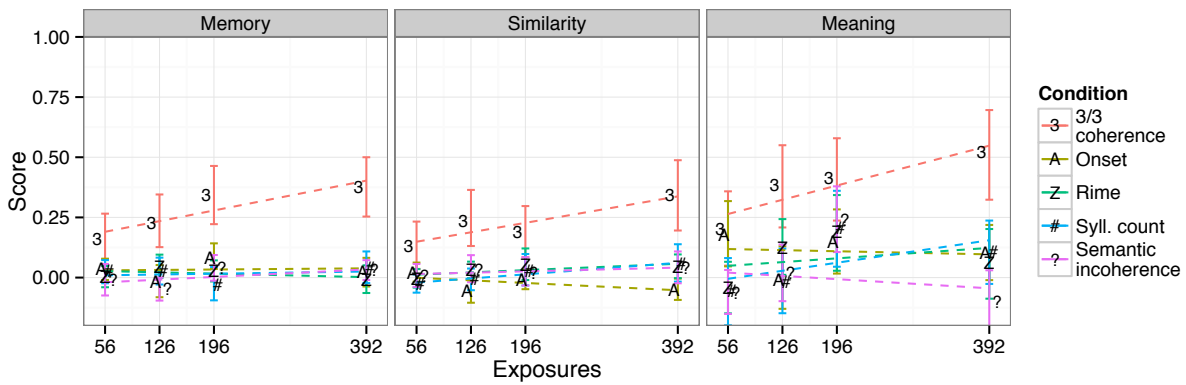 Memory
Similarity
Meaning
1.00
0.75
0.50
0.25
0.00
Score
56 126 196 392
56 126 196 392
56 126 196 392
Exposures
Condition
3 3/3
coherence
A Onset
Z Rime
# Syll. count
? Semantic
incoherence